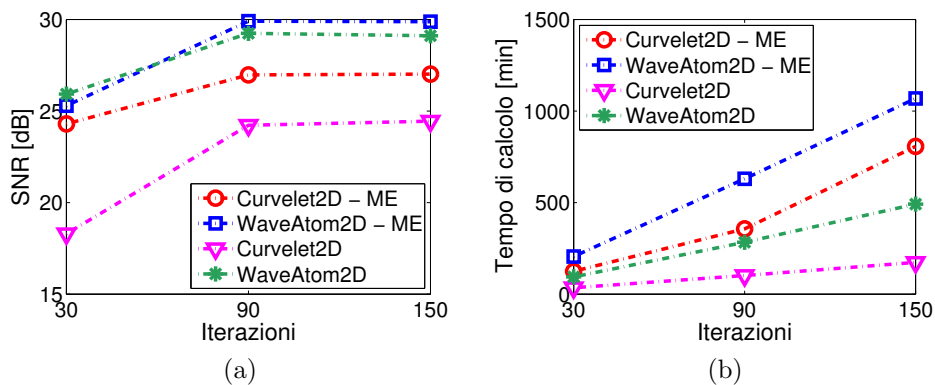 30
25
20
15
SNR [dB]
Curvelet2D – ME
WaveAtom2D – ME
Curvelet2D
WaveAtom2D
30
90
150
Iterazioni
(a)
1500
1000
500
0
Tempo di calcolo [min]
Curvelet2D – ME
WaveAtom2D – ME
Curvelet2D
WaveAtom2D
30
90
150
Iterazioni
(b)